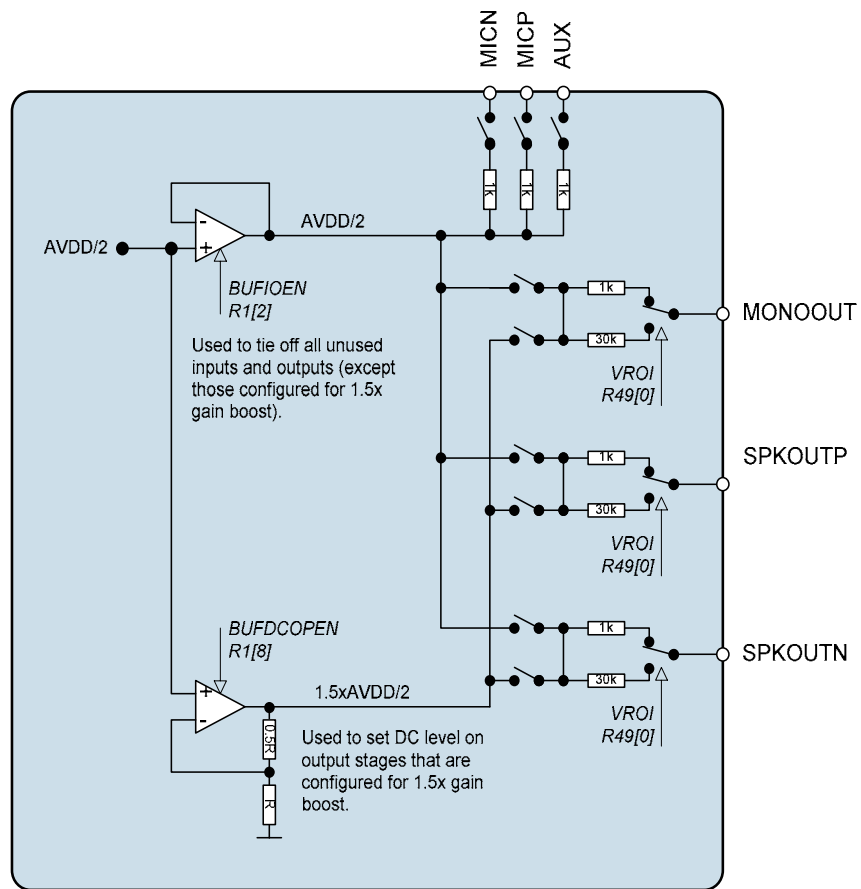 MICN
MICP
AUX
1k
1k
1k
AVDD/2
AVDD/2
BUFIOEN
R1[2]
Used to tie off all unused
inputs and outputs (except
those configured for 1.5x
gain boost).
1k
30k
MONOOUT
VROI
R49[0]
1k
30k
SPKOUTP
VROI
R49[0]
BUFDCOPEN
R1[8]
1.5xAVDD/2
0.5R
R
Used to set DC level on
output stages that are
configured for 1.5x gain
boost.
1k
30k
SPKOUTN
VROI
R49[0]